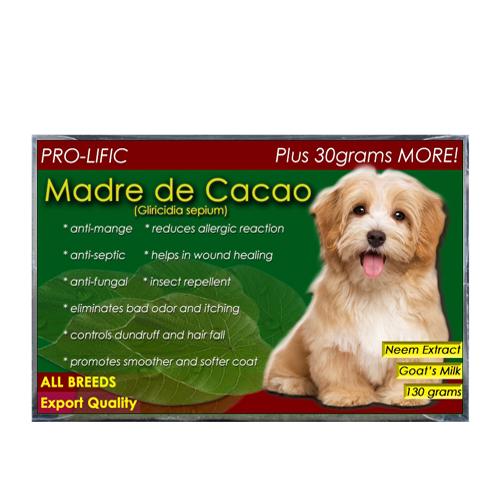 PRO-LIFIC Plus 30grams MORE!
Madre de Cacao
(Gliricidia sepium)
* anti-mange * reduces allergic reaction
* anti-septic * helps in wound healing
* anti-fungal * insect repellent
* eliminates bad odor and itching
* controls dundruff and hair fall
* promotes smoother and softer coat
Neem Extract
Goat's Milk
130 grams
ALL BREEDS
Export Quality